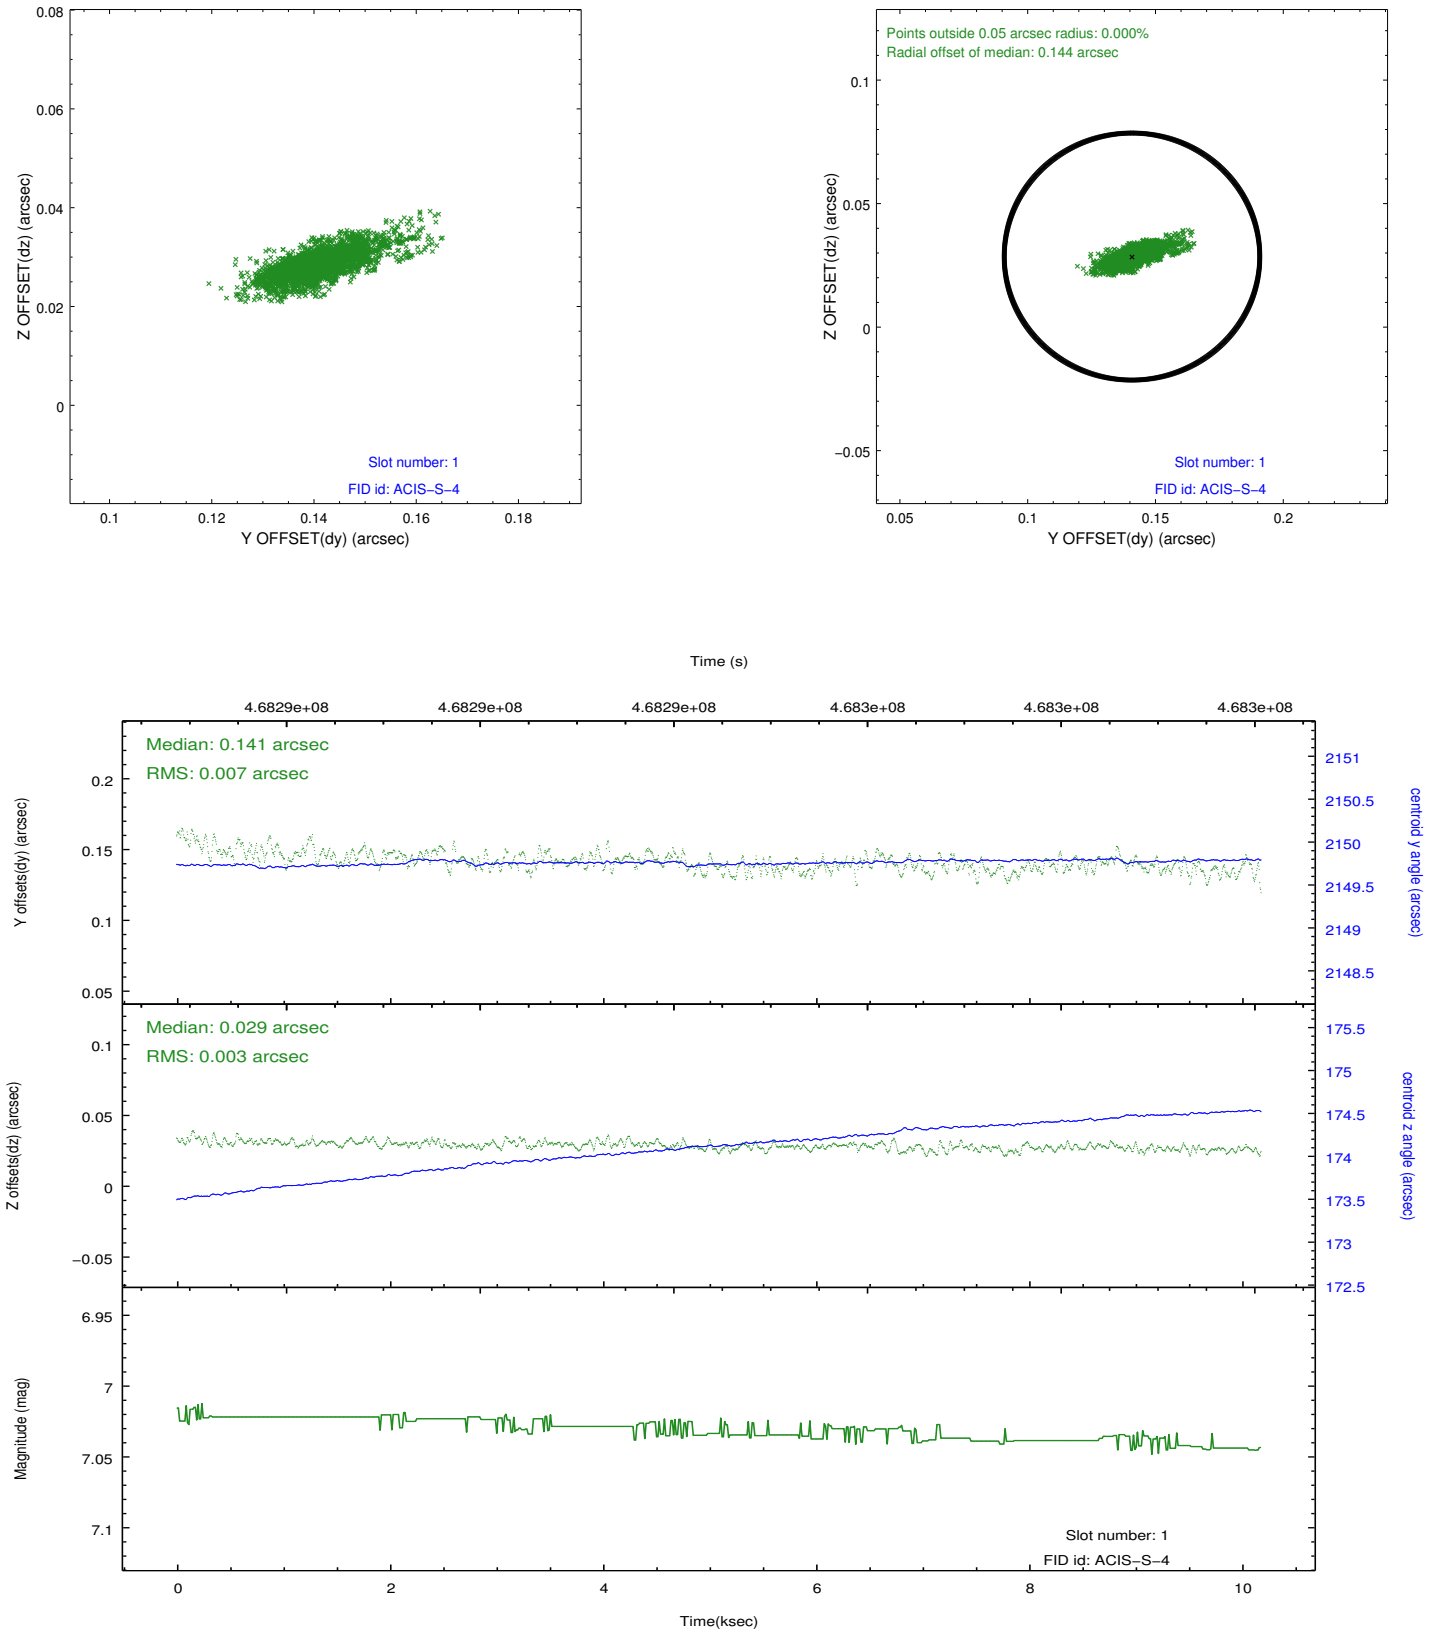 0.08
0.06
0.04
0.02
0
Z OFFSET(dz) (arcsec)
Slot number: 1
FID id: ACIS−S−4
0.1 0.12 0.14 0.16 0.18
Y OFFSET(dy) (arcsec)
Points outside 0.05 arcsec radius: 0.000%
Radial offset of median: 0.144 arcsec
0.1
0.05
0
−0.05
Z OFFSET(dz) (arcsec)
Slot number: 1
FID id: ACIS−S−4
0.05 0.1 0.15 0.2
Y OFFSET(dy) (arcsec)
Time (s)
4.6829e+08 4.6829e+08 4.6829e+08 4.683e+08 4.683e+08 4.683e+08
Median: 0.141 arcsec
RMS: 0.007 arcsec
0.2
0.15
0.1
0.05
Y offsets(dy) (arcsec)
2151
2150.5
2150
2149.5
2149
2148.5
centroid y angle (arcsec)
Median: 0.029 arcsec
RMS: 0.003 arcsec
0.1
0.05
0
−0.05
Z offsets(dz) (arcsec)
175.5
175
174.5
174
173.5
173
172.5
centroid z angle (arcsec)
6.95
7
7.05
7.1
Magnitude (mag)
Slot number: 1
FID id: ACIS−S−4
0 2 4 6 8 10
Time(ksec)